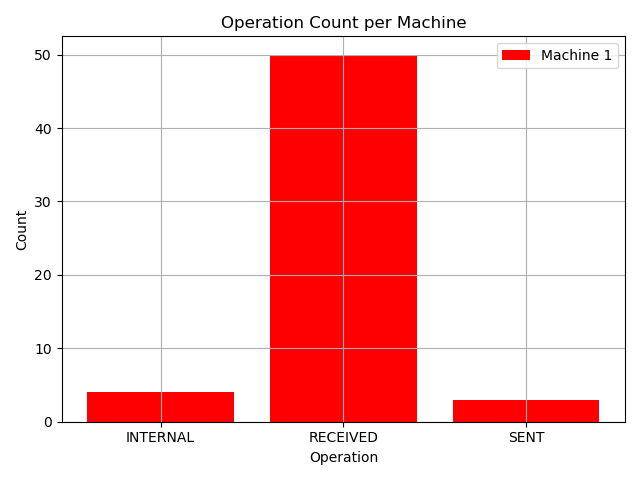 Operation Count per Machine
Machine 1
50
40
30
20
10
0
Count
INTERNAL RECEIVED SENT
Operation